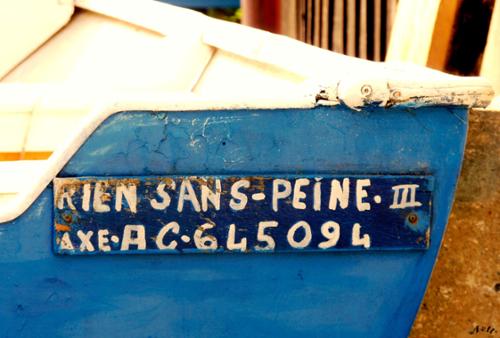 RIEN SANS-PEINE. III
AXE.AC.645094